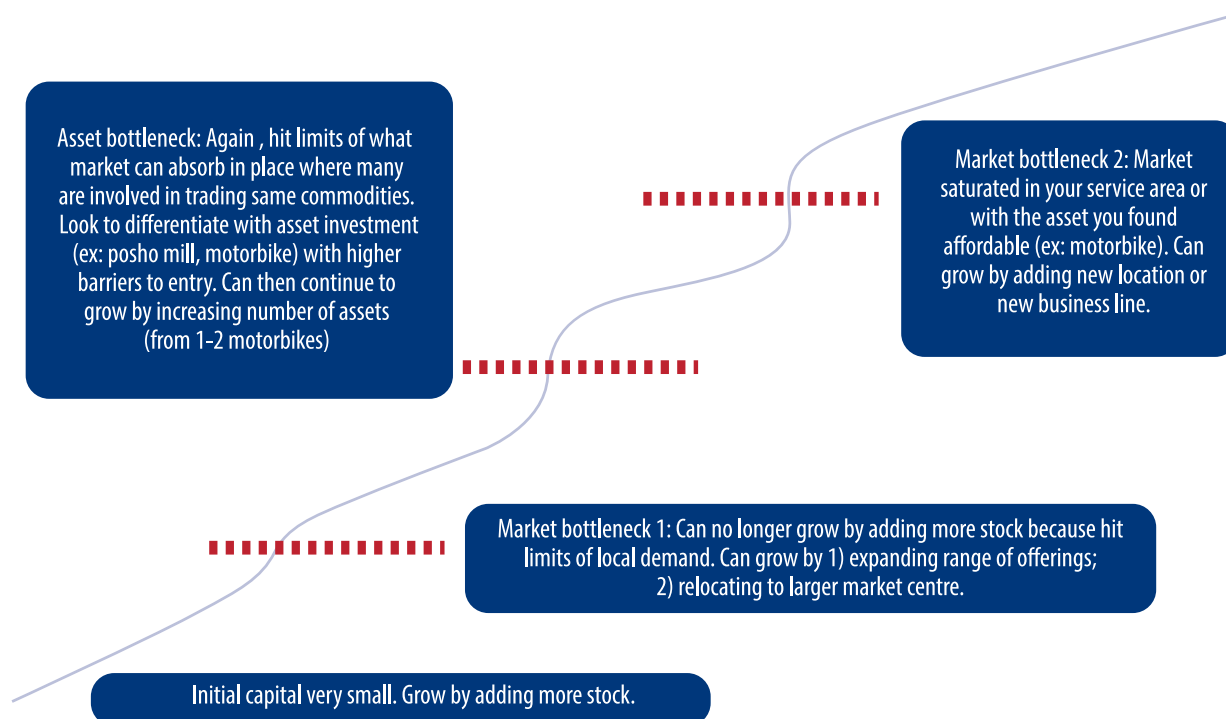 Asset bottleneck: Again , hit limits of what
market can absorb in place where many
are involved in trading same commodities.
Look to differentiate with asset investment
(ex: posho mill, motorbike) with higher
barriers to entry. Can then continue to
grow by increasing number of assets
(from 1-2 motorbikes)
Market bottleneck 2: Market
saturated in your service area or
with the asset you found
affordable (ex: motorbike). Can
grow by adding new location or
new business line.
Market bottleneck 1: Can no longer grow by adding more stock because hit
limits of local demand. Can grow by 1) expanding range of offerings;
2) relocating to larger market centre.
Initial capital very small. Grow by adding more stock.